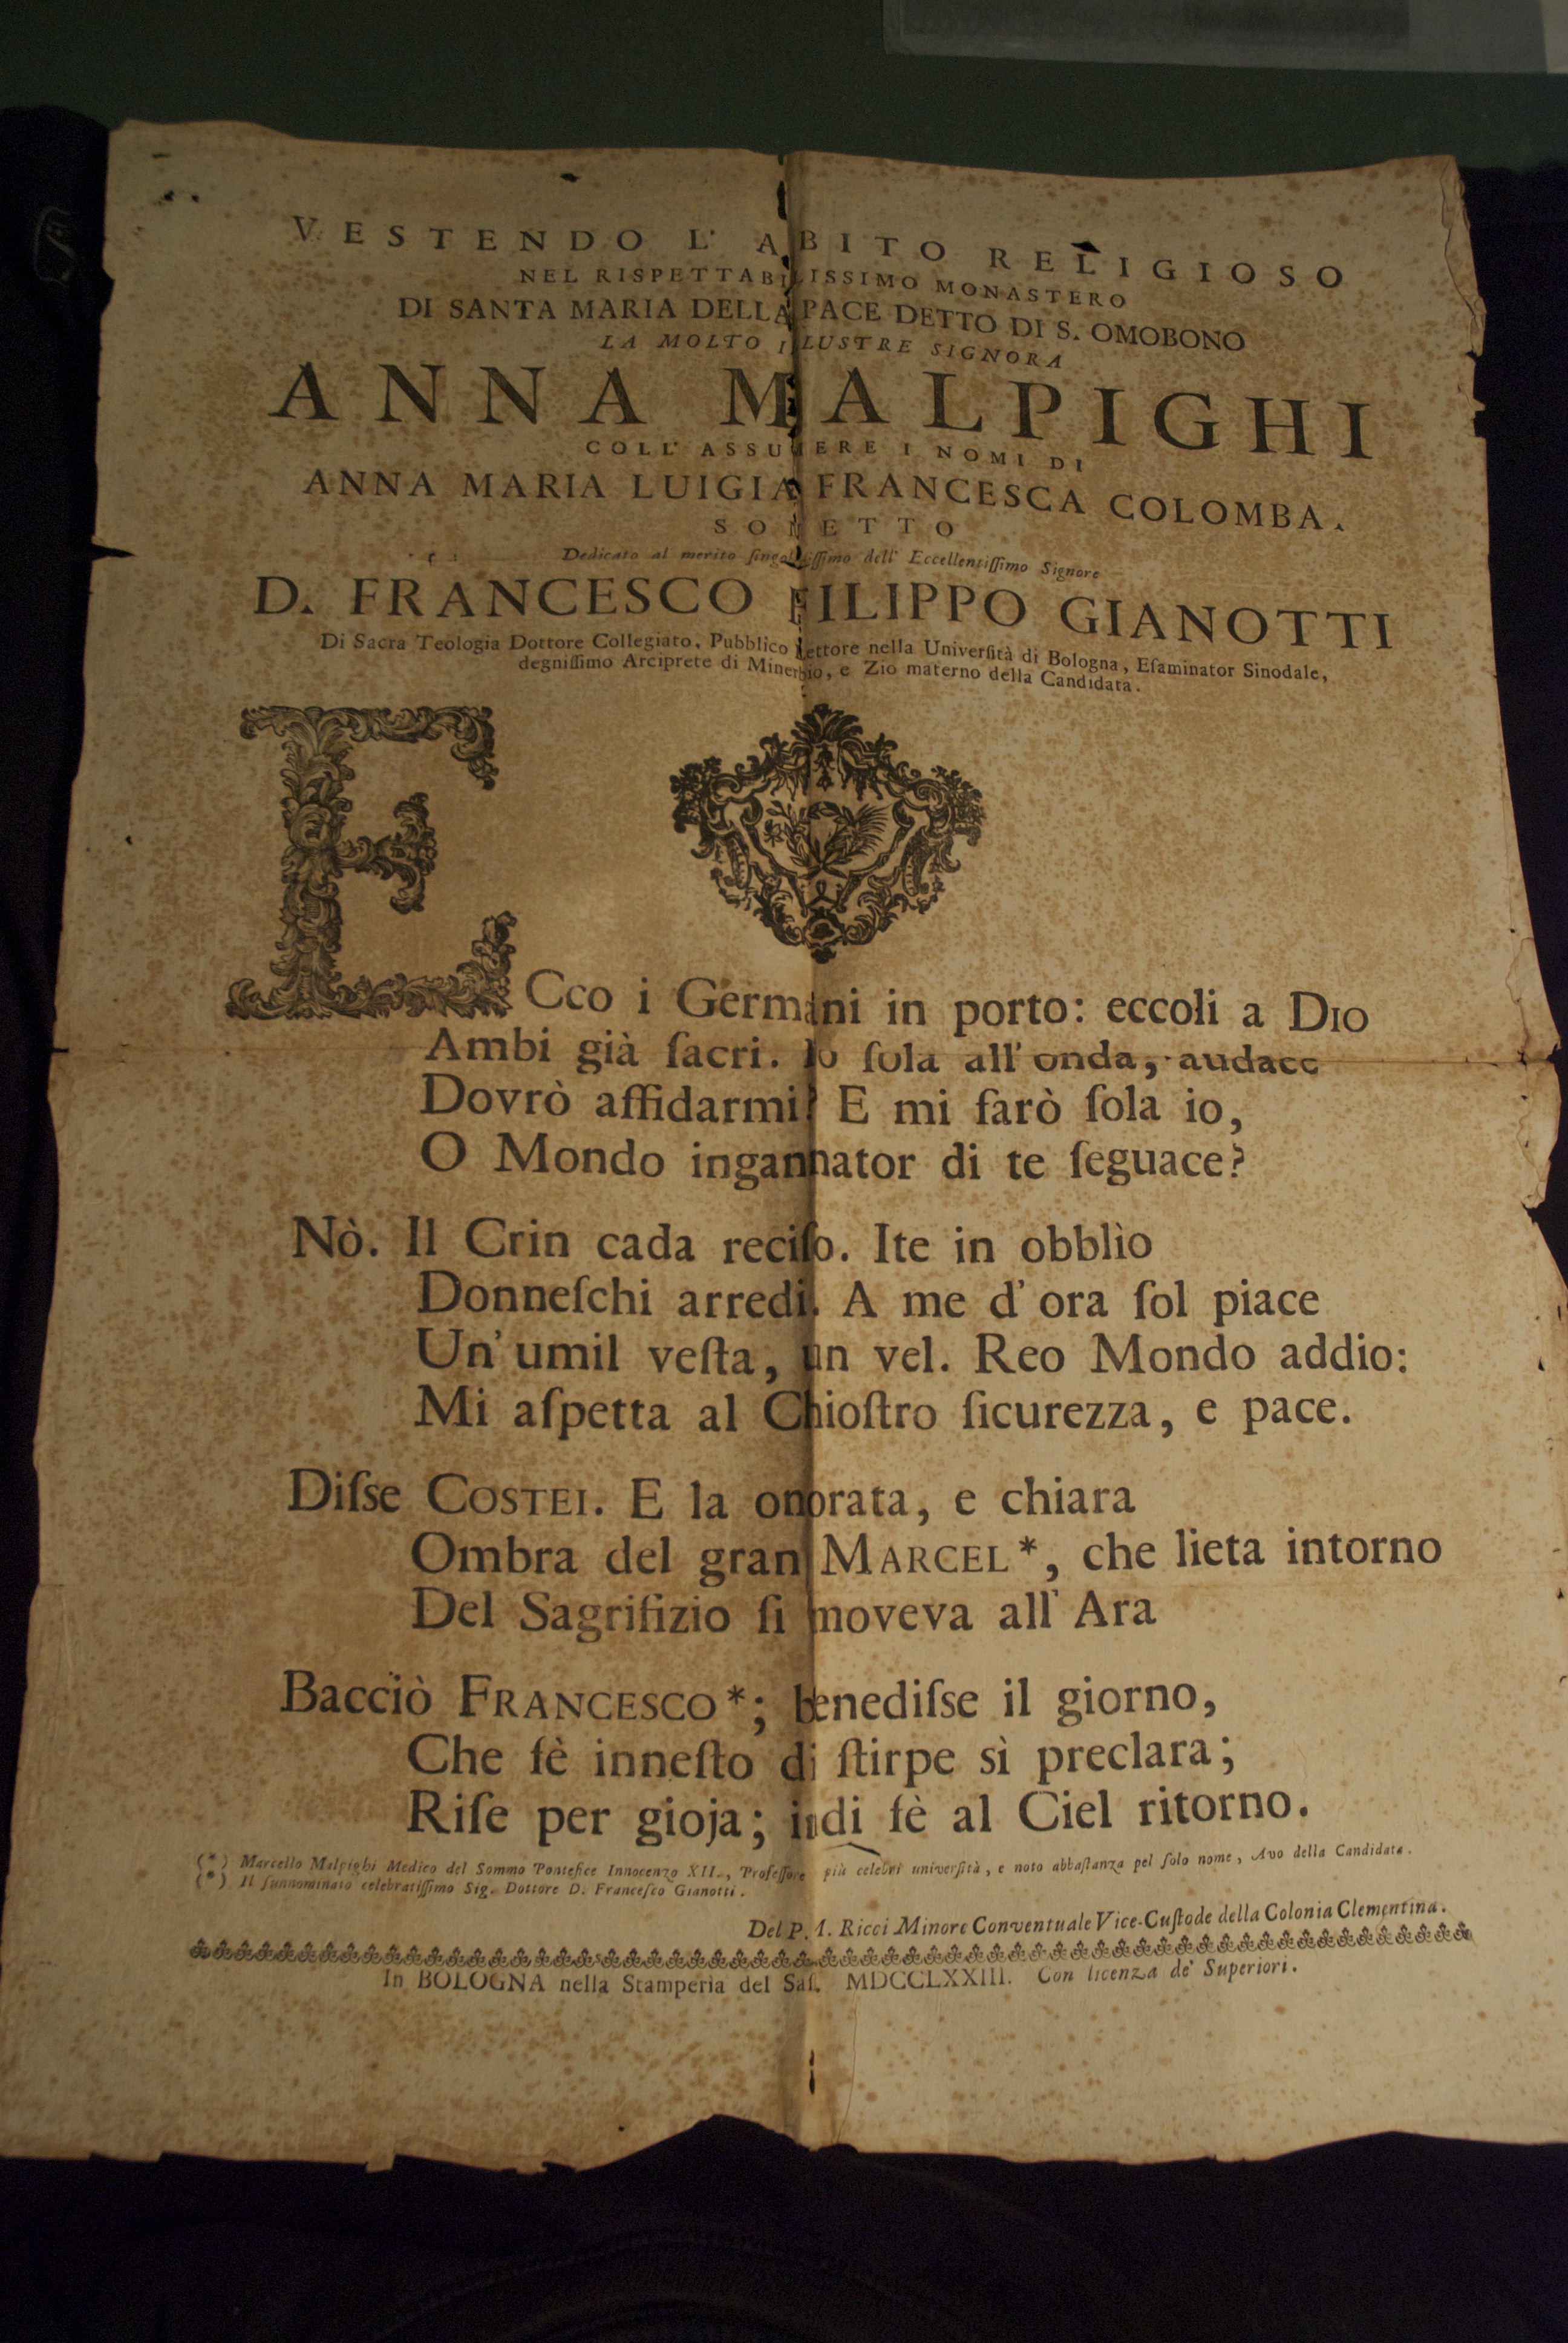 VESTENDO L' ABITO RELIGIOSO
NEL RISPETTABILISSIMO MONASTERO
DI SANTA MARIA DELLA PACE DETTO DI S. OMOBONO
LA MOLTO ILLUSTRE SIGNORA
ANNA MALPIGHI
COLL' ASSUMERE I NOMI DI
ANNA MARIA LUIGIA FRANCESCA COLOMBA.
SONETTO
Dedicato al merito ſingolariſſimo dell' Eccellentiſſimo Signore
D. FRANCESCO FILIPPO GIANOTTI
Di Sacra Teologia Dottore Collegiato, Pubblico Lettore nella Univerſità di Bologna, Eſaminator Sinodale,
degniſſimo Arciprete di Minerbio, e Zio materno della Candidata.
ECco i Germani in porto: eccoli a DIO
Ambi già ſacri. Io ſola all' onda, audace
Dovrò affidarmi? E mi farò ſola io,
O Mondo ingannator di te ſeguace?
Nò. Il Crin cada reciſo. Ite in obblìo
Donneſchi arredi. A me d' ora ſol piace
Un' umil veſta, un vel. Reo Mondo addio:
Mi aſpetta al Chioſtro ſicurezza, e pace.
Diſse COSTEI. E la onorata, e chiara
Ombra del gran MARCEL*, che lieta intorno
Del Sagrifizio ſi moveva all' Ara
Bacciò FRANCESCO*; benediſse il giorno,
Che fè inneſto di ſtirpe sì preclara;
Riſe per gioja; indi fè al Ciel ritorno.
(*) Marcello Malpighi Medico del Sommo Pontefice Innocenzo XII., Profeſſore più celebri univerſità, e noto abbaſtanza pel ſolo nome, Avo della Candidata.
(*) Il ſunnominato celebratiſſimo Sig. Dottore D. Franceſco Gianotti.
Del P. M. Ricci Minore Conventuale Vice-Cuſtode della Colonia Clementina.
In BOLOGNA nella Stamperia del Saſ. MDCCLXXIII. Con licenza de' Superiori.